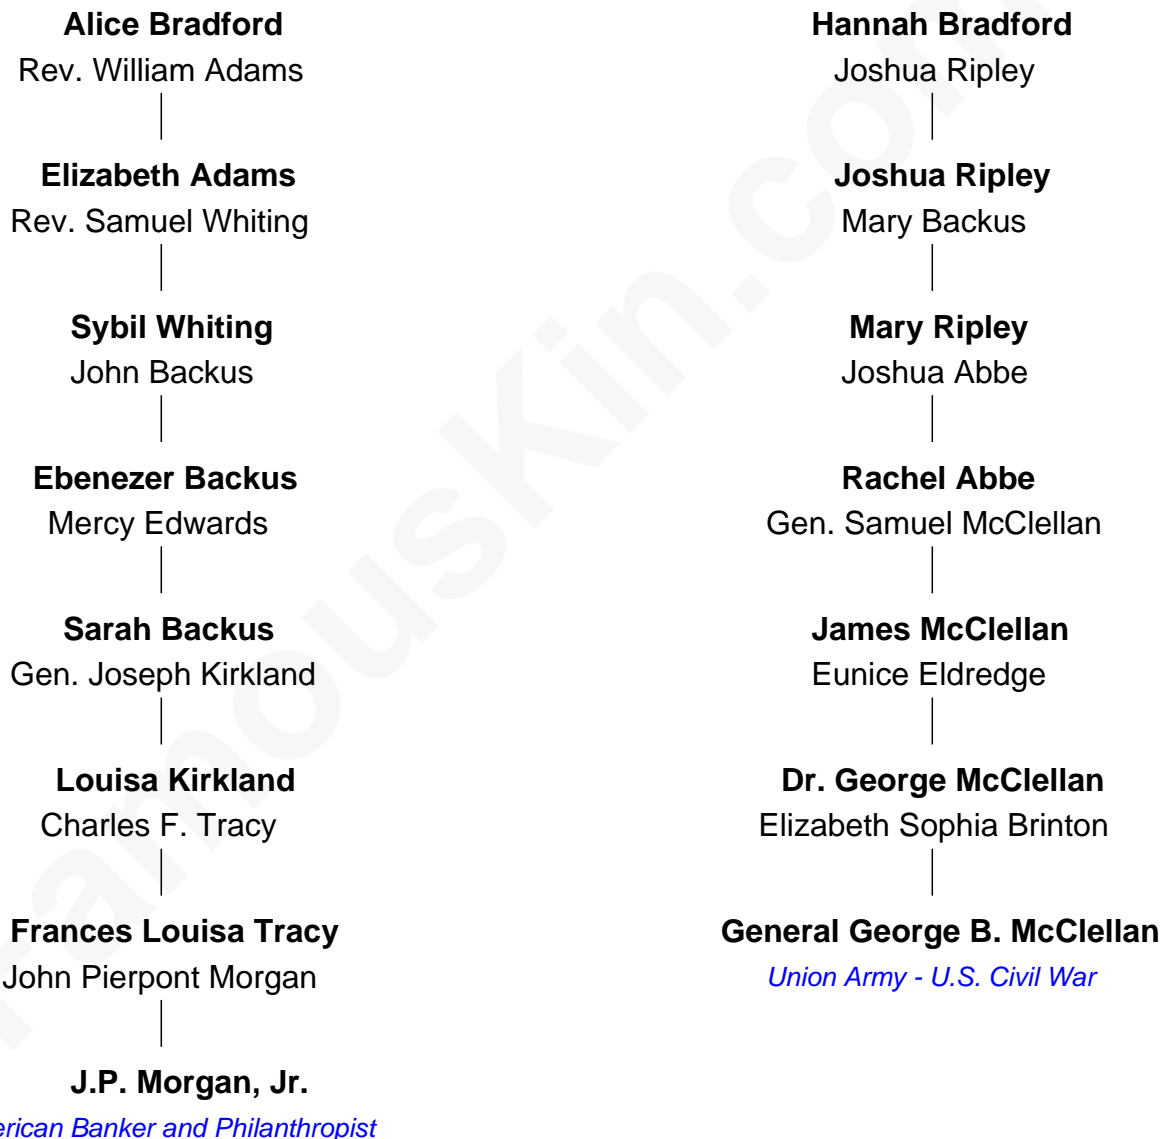 Alice Bradford
Rev. William Adams
Elizabeth Adams
Rev. Samuel Whiting
Sybil Whiting
John Backus
Ebenezer Backus
Mercy Edwards
Sarah Backus
Gen. Joseph Kirkland
Louisa Kirkland
Charles F. Tracy
Frances Louisa Tracy
John Pierpont Morgan
J.P. Morgan, Jr.
erican Banker and Philanthropist
Hannah Bradford
Joshua Ripley
Joshua Ripley
Mary Backus
Mary Ripley
Joshua Abbe
Rachel Abbe
Gen. Samuel McClellan
James McClellan
Eunice Eldredge
Dr. George McClellan
Elizabeth Sophia Brinton
General George B. McClellan
Union Army - U.S. Civil War
FamousKin.com